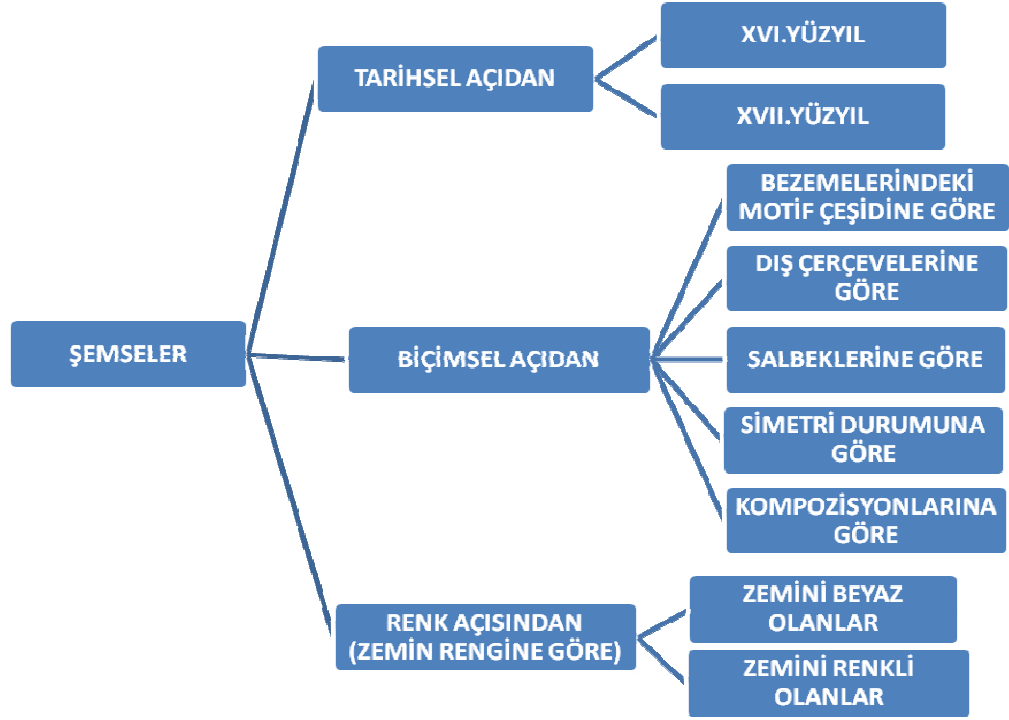 ŞEMSELER
TARİHSEL AÇIDAN
XVI.YÜZYIL
XVII.YÜZYIL
BİÇİMSEL AÇIDAN
BEZEMELERİNDEKİ
MOTİF ÇEŞİDİNE GÖRE
DIŞ ÇERÇEVELERİNE
GÖRE
SALBEKLERİNE GÖRE
SİMETRİ DURUMUNA
GÖRE
KOMPOZİSYONLARINA
GÖRE
RENK AÇISINDAN
(ZEMİN RENGİNE GÖRE)
ZEMİNİ BEYAZ
OLANLAR
ZEMİNİ RENKLİ
OLANLAR